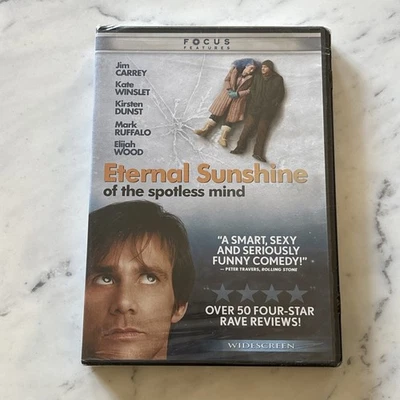 FOCUS
FEATURES
Jim
CARREY
Kate
WINSLET
Kirsten
DUNST
Mark
RUFFALO
Elijah
WOOD
Eternal Sunshine
of the spotless mind
"A SMART, SEXY
AND SERIOUSLY
FUNNY COMEDY!"
– PETER TRAVERS, ROLLING STONE
OVER 50 FOUR-STAR
RAVE REVIEWS!
WIDESCREEN